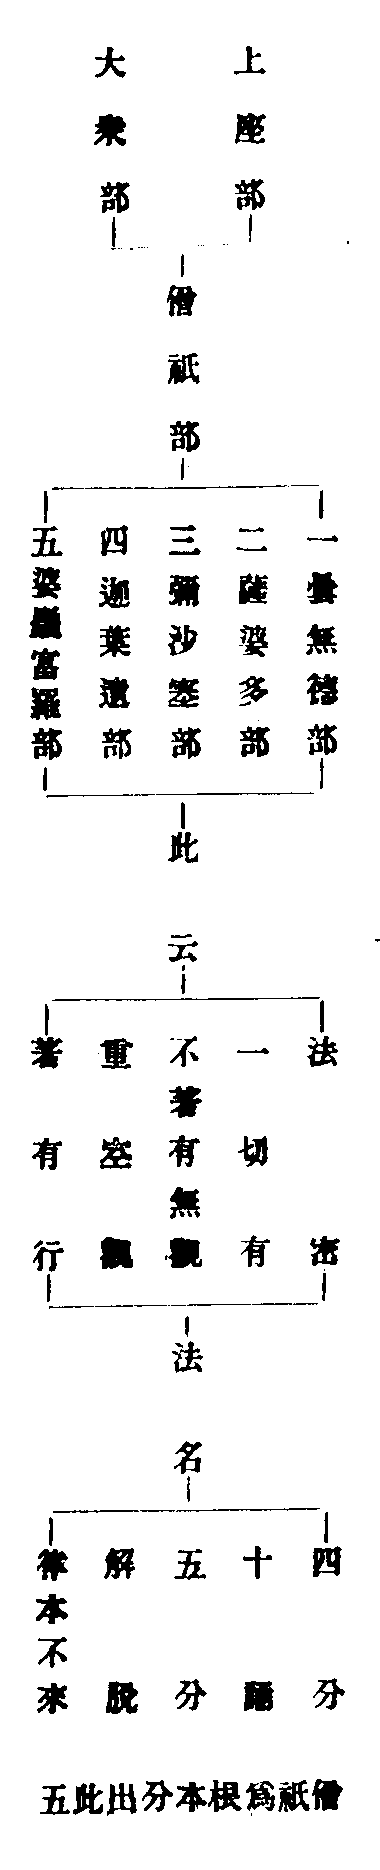 上座部
大衆部
僧祇部
一曇無德部
二薩婆多部
三彌沙塞部
四迦葉遺部
五婆麤富羅部
此云
法密
一切有
不著有無觀
重空觀
著有行
法名
四分
十誦
五分
解脫
律本不來
僧祇爲根本分出此五